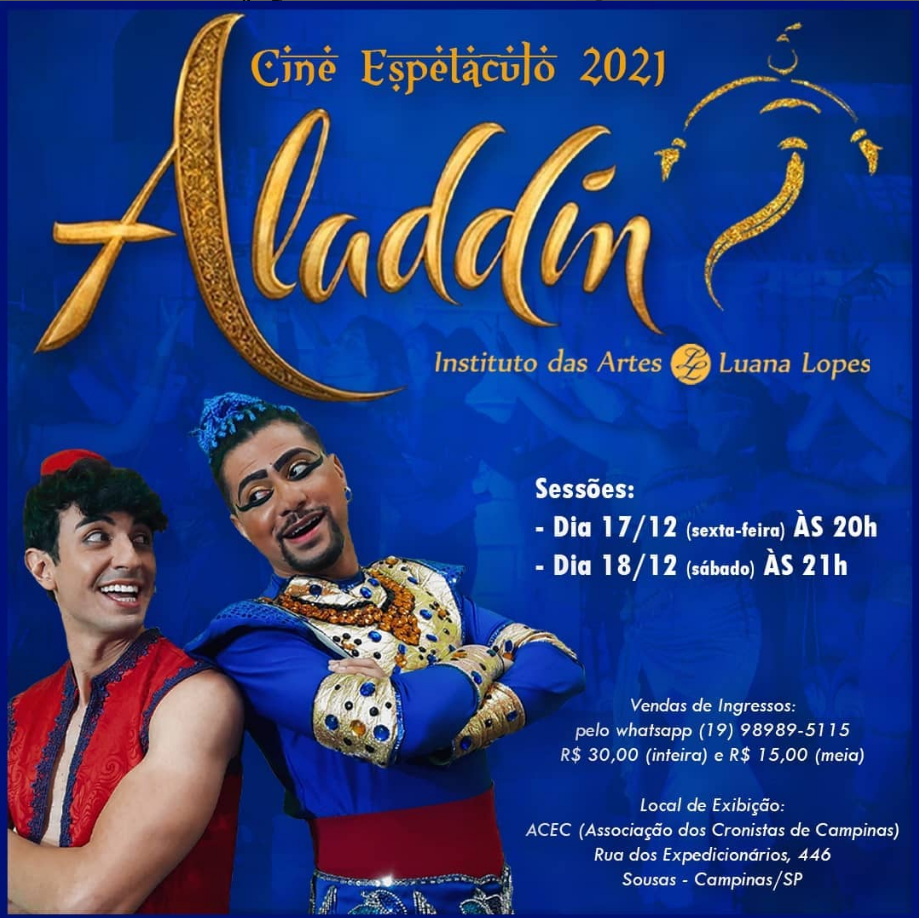 Cine Espetáculo 2021
Aladdin
Instituto das Artes LL Luana Lopes
Sessões:
- Dia 17/12 (sexta-feira) ÀS 20h
- Dia 18/12 (sábado) ÀS 21h
Vendas de Ingressos:
pelo whatsapp (19) 98989-5115
R$ 30,00 (inteira) e R$ 15,00 (meia)
Local de Exibição:
ACEC (Associação dos Cronistas de Campinas)
Rua dos Expedicionários, 446
Sousas - Campinas/SP